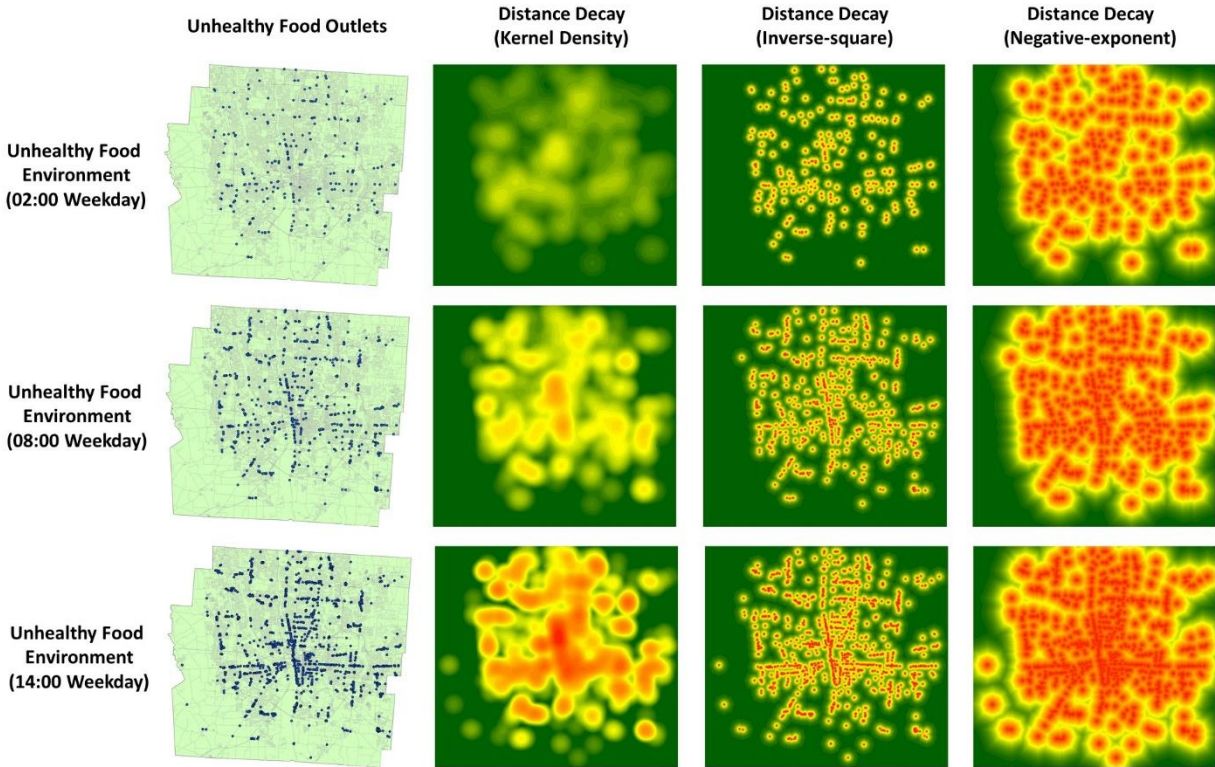 Unhealthy Food Outlets
Distance Decay
(Kernel Density)
Distance Decay
(Inverse-square)
Distance Decay
(Negative-exponent)
Unhealthy Food
Environment
(02:00 Weekday)
Unhealthy Food
Environment
(08:00 Weekday)
Unhealthy Food
Environment
(14:00 Weekday)